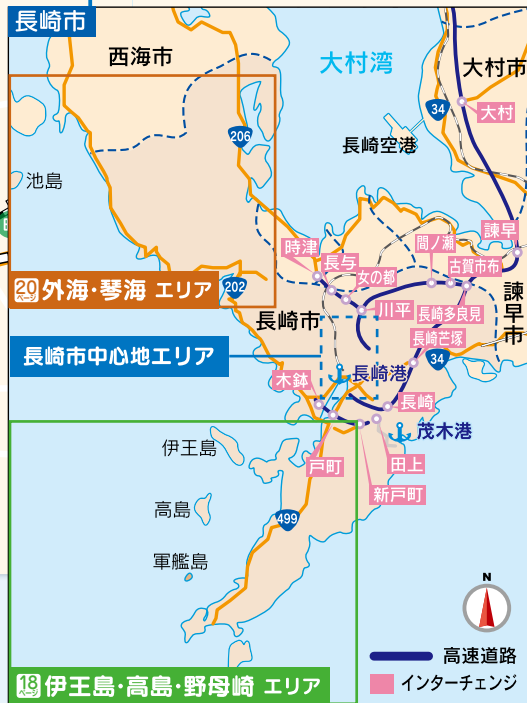 長崎市
西海市
大村湾
大村市
34
大村
206
長崎空港
池島
時津
長与
間ノ瀬
諫早
女の都
古賀市布
20ページ 外海・琴海 エリア
202
長崎市
川平
長崎多良見
諫早市
長崎芒塚
長崎市中心地エリア
長崎港
34
木鉢
長崎
茂木港
伊王島
戸町
田上
新戸町
高島
499
軍艦島
N
高速道路
18ページ 伊王島・高島・野母崎 エリア
インターチェンジ